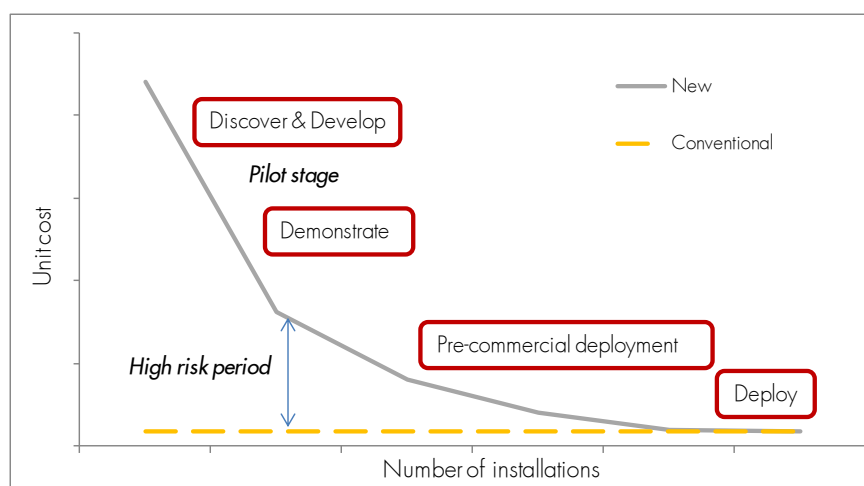 Discover & Develop
New
Conventional
Pilot stage
Demonstrate
Unit cost
High risk period
Pre-commercial deployment
Deploy
Number of installations